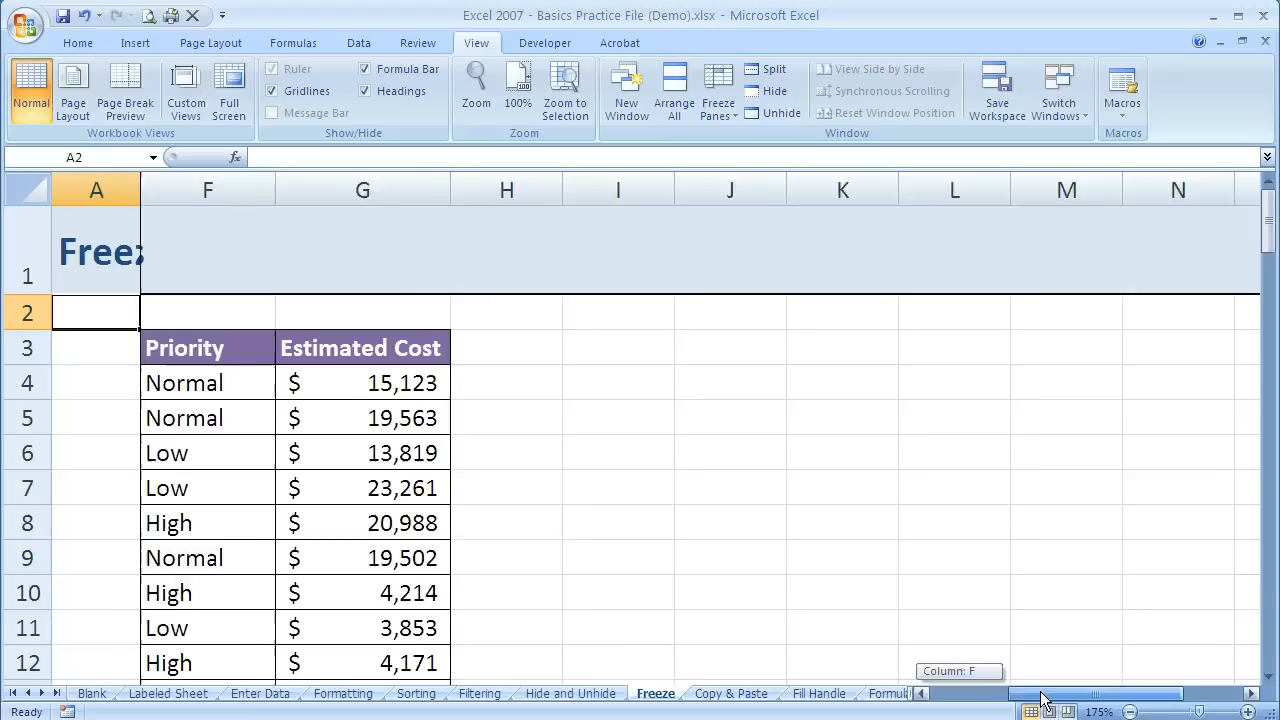 Excel 2007 - Basics Practice File (Demo).xlsx - Microsoft Excel
Home Insert Page Layout Formulas Data Review View Developer Acrobat
Normal Page Layout Page Break Preview Custom Views Full Screen
Workbook Views
Ruler Formula Bar
Gridlines Headings
Message Bar
Show/Hide
Zoom 100% Zoom to Selection
Zoom
New Window Arrange All Freeze Panes Split Hide Unhide
View Side by Side
Synchronous Scrolling
Reset Window Position
Save Workspace Switch Windows
Window
Macros
Macros
A2 fx
A F G H I J K L M N
1 Freez
2
3 Priority Estimated Cost
4 Normal $ 15,123
5 Normal $ 19,563
6 Low $ 13,819
7 Low $ 23,261
8 High $ 20,988
9 Normal $ 19,502
10 High $ 4,214
11 Low $ 3,853
12 High $ 4,171
Column: F
Blank Labeled Sheet Enter Data Formatting Sorting Filtering Hide and Unhide Freeze Copy & Paste Fill Handle Formul
Ready 175%